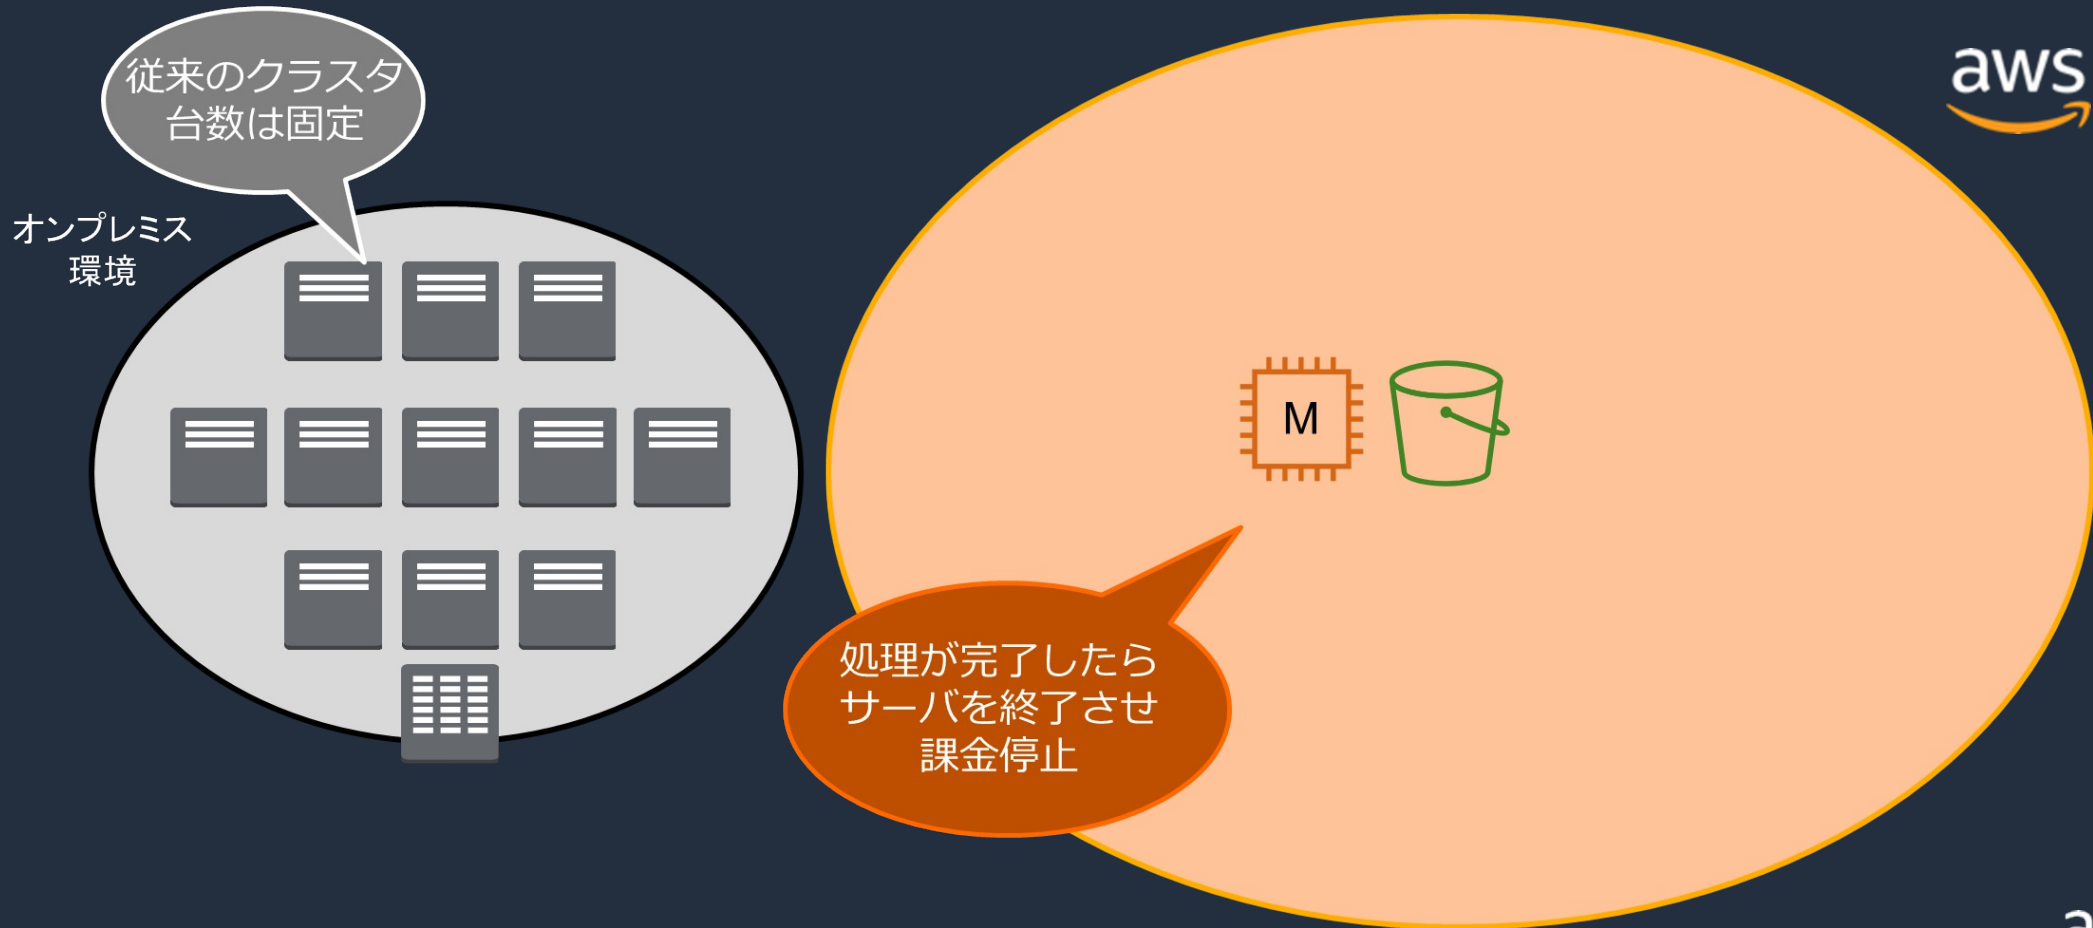 従来のクラスタ
台数は固定
オンプレミス
環境
aws
M
処理が完了したら
サーバを終了させ
課金停止